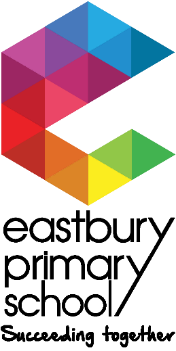 eastbury
primary
school
Succeeding together